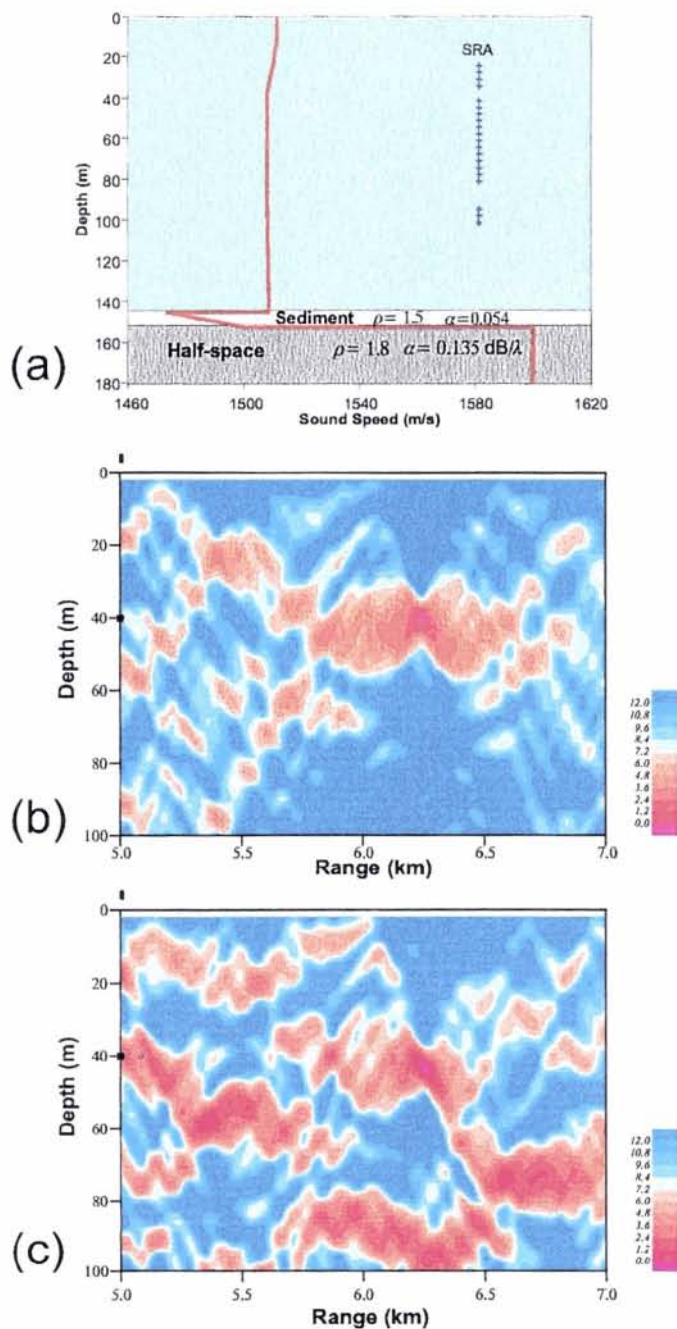 0
20
40
60
80
100
120
140
160
180
Depth (m)
SRA
Sediment ρ = 1.5 α=0.054
Half-space ρ = 1.8 α = 0.135 dB/λ
(a)
1460 1500 1540 1580 1620
Sound Speed (m/s)
0
20
40
60
80
100
Depth (m)
12.0
10.8
9.6
8.4
7.2
6.0
4.8
1.6
2.4
1.2
0.0
(b)
5.0 5.5 6.0 6.5 7.0
Range (km)
0
20
40
60
80
100
Depth (m)
12.0
10.8
9.6
8.4
7.2
6.0
4.8
3.6
2.4
1.2
0.0
(c)
5.0 5.5 6.0 6.5 7.0
Range (km)